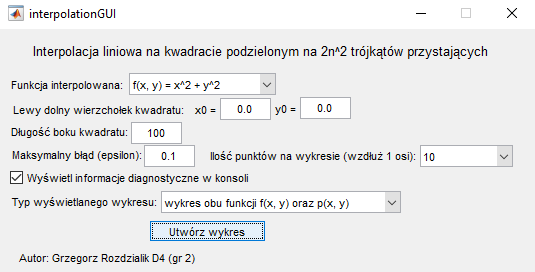 interpolationGUI
Interpolacja liniowa na kwadracie podzielonym na 2n^2 trójkątów przystających
Funkcja interpolowana: f(x, y) = x^2 + y^2
Lewy dolny wierzchołek kwadratu: x0 = 0.0 y0 = 0.0
Długość boku kwadratu: 100
Maksymalny błąd (epsilon): 0.1 Ilość punktów na wykresie (wzdłuż 1 osi): 10
Wyświetl informacje diagnostyczne w konsoli
Typ wyświetlanego wykresu: wykres obu funkcji f(x, y) oraz p(x, y)
Utwórz wykres
Autor: Grzegorz Rozdzialik D4 (gr 2)